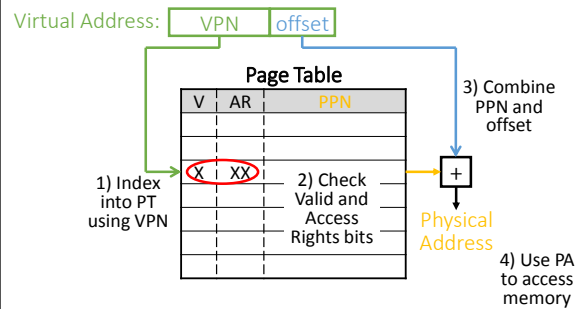 Virtual Address:
VPN
offset
Page Table
V
AR
PPN
3) Combine
PPN and
offset
X
XX
1) Index
into PT
using VPN
2) Check
Valid and
Access
Rights bits
+
Physical
Address
4) Use PA
to access
memory